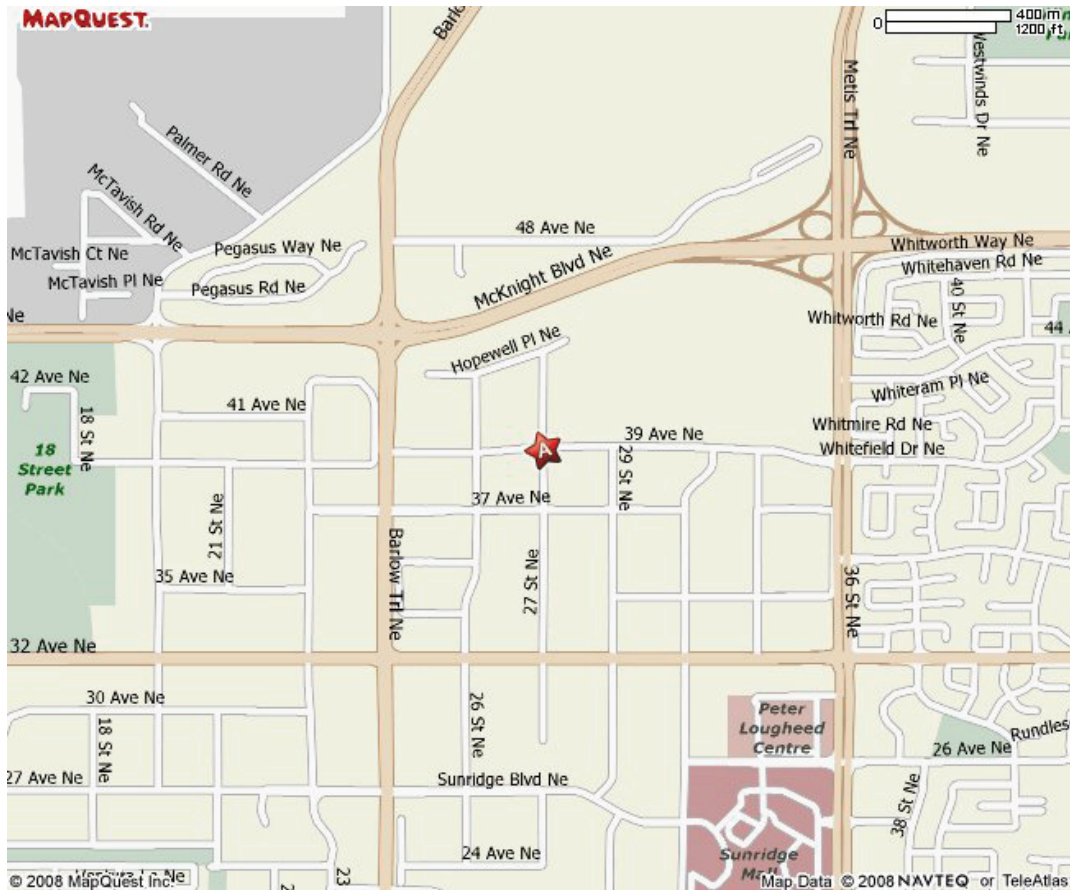 MAPQUEST.
0
400 m
1200 ft
Barlow
Metis Trl Ne
Westwinds Dr Ne
Palmer Rd Ne
McTavish Rd Ne
McTavish Ct Ne
McTavish Pl Ne
Pegasus Way Ne
Pegasus Rd Ne
48 Ave Ne
McKnight Blvd Ne
Whitworth Way Ne
Whitehaven Rd Ne
40 St Ne
Whitworth Rd Ne
44
Ne
Hopewell Pl Ne
42 Ave Ne
18 St Ne
41 Ave Ne
Whiteram Pl Ne
Whitmire Rd Ne
Whitefield Dr Ne
39 Ave Ne
A
29 St Ne
18
Street
Park
37 Ave Ne
21 St Ne
Barlow Trl Ne
27 St Ne
36 St Ne
35 Ave Ne
32 Ave Ne
30 Ave Ne
18 St Ne
26 St Ne
Peter
Lougheed
Centre
Rundles
26 Ave Ne
27 Ave Ne
Sunridge Blvd Ne
38 St Ne
24 Ave Ne
Sunridge
Mall
23
2
© 2008 MapQuest Inc.
Map Data © 2008 NAVTEQ or TeleAtlas